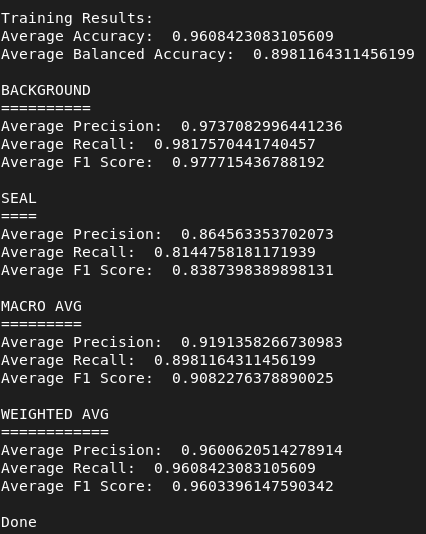 Training Results:
Average Accuracy:  0.9608423083105609
Average Balanced Accuracy:  0.8981164311456199
BACKGROUND
==========
Average Precision:  0.9737082996441236
Average Recall:  0.9817570441740457
Average F1 Score:  0.977715436788192
SEAL
====
Average Precision:  0.864563353702073
Average Recall:  0.8144758181171939
Average F1 Score:  0.8387398389898131
MACRO AVG
=========
Average Precision:  0.9191358266730983
Average Recall:  0.8981164311456199
Average F1 Score:  0.9082276378890025
WEIGHTED AVG
============
Average Precision:  0.9600620514278914
Average Recall:  0.9608423083105609
Average F1 Score:  0.9603396147590342
Done